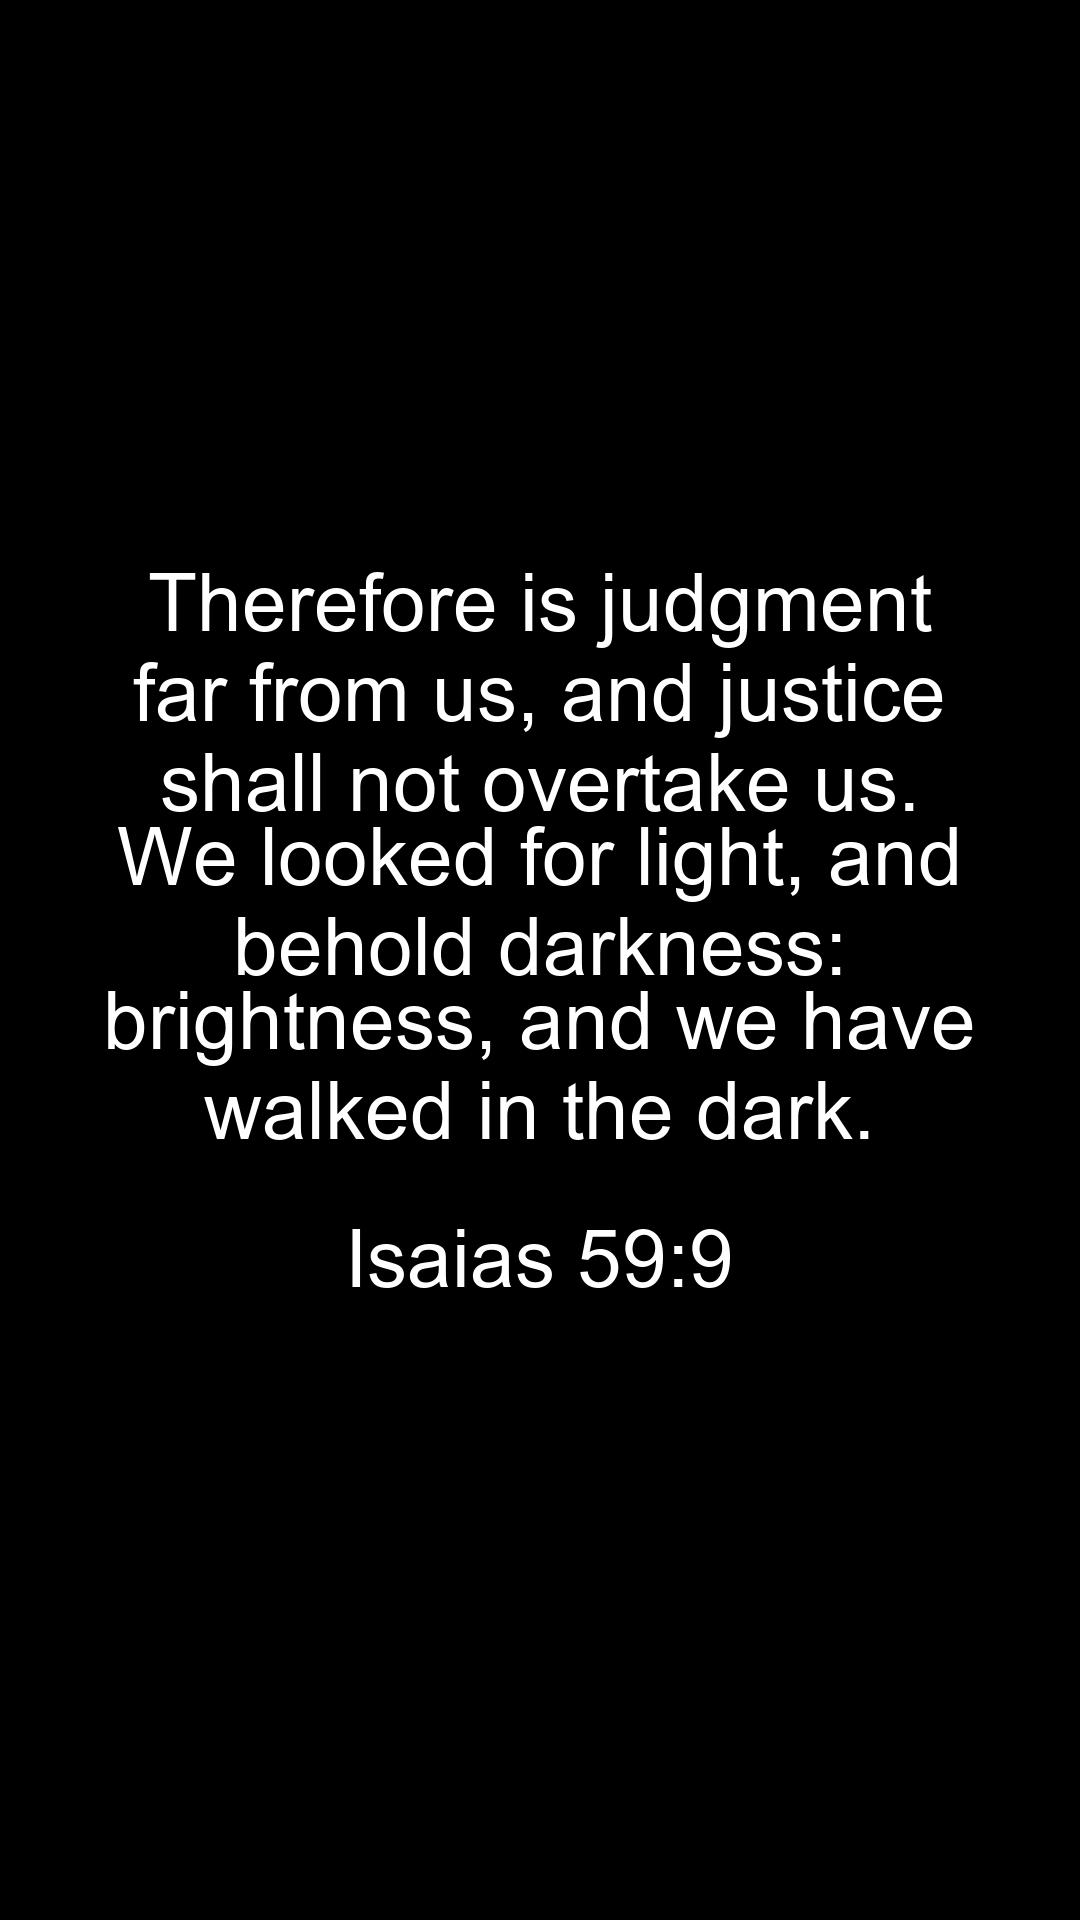 Therefore is judgment
far from us, and justice
shall not overtake us.
We looked for light, and
behold darkness:
brightness, and we have
walked in the dark.
Isaias 59:9